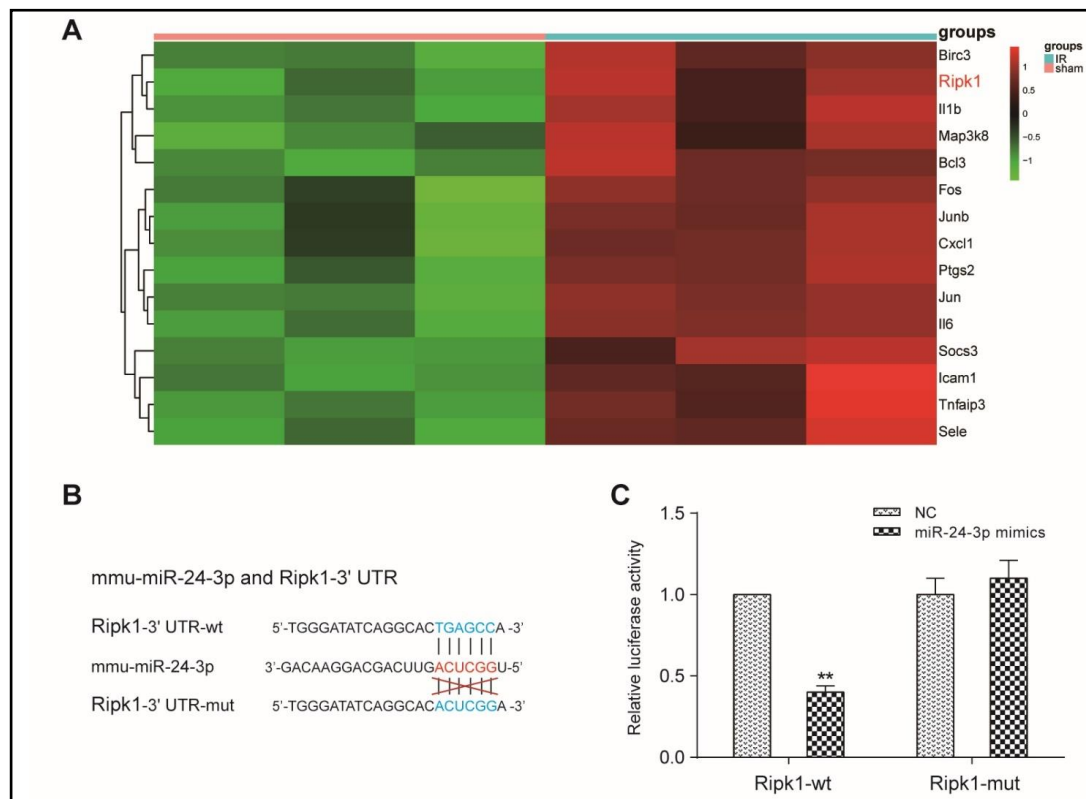 A
groups
Birc3
Ripk1
Il1b
Map3k8
Bcl3
Fos
Junb
Cxcl1
Ptgs2
Jun
Il6
Socs3
Icam1
Tnfaip3
Sele
1
0.5
0
−0.5
−1
groups
IR
sham
B
mmu-miR-24-3p and Ripk1-3' UTR
Ripk1-3' UTR-wt 5'-TGGGATATCAGGCACTGAGCCA -3'
mmu-miR-24-3p 3'-GACAAGGACGACUUGACUCGGU-5'
Ripk1-3' UTR-mut 5'-TGGGATATCAGGCACACUCGGA -3'
C
NC
miR-24-3p mimics
Relative luciferase activity
1.5
1.0
0.5
0.0
**
Ripk1-wt Ripk1-mut